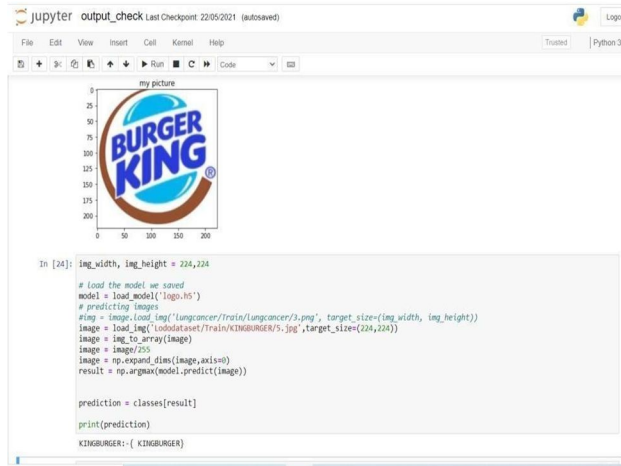 jupyter output_check Last Checkpoint: 22/05/2021 (autosaved)
Logo
File Edit View Insert Cell Kernel Help
Trusted Python 3
Run Code
my picture
0
25
50
75
100
125
150
175
200
BURGER
KING
®
0 50 100 150 200
In [24]: img_width, img_height = 224,224
# load the model we saved
model = load_model('logo.h5')
# predicting images
#img = image.load_img('lungcancer/Train/lungcancer/3.png', target_size=(img_width, img_height))
image = load_img('Lododataset/Train/KINGBURGER/5.jpg',target_size=(224,224))
image = img_to_array(image)
image = image/255
image = np.expand_dims(image,axis=0)
result = np.argmax(model.predict(image))
prediction = classes[result]
print(prediction)
KINGBURGER:-{ KINGBURGER}